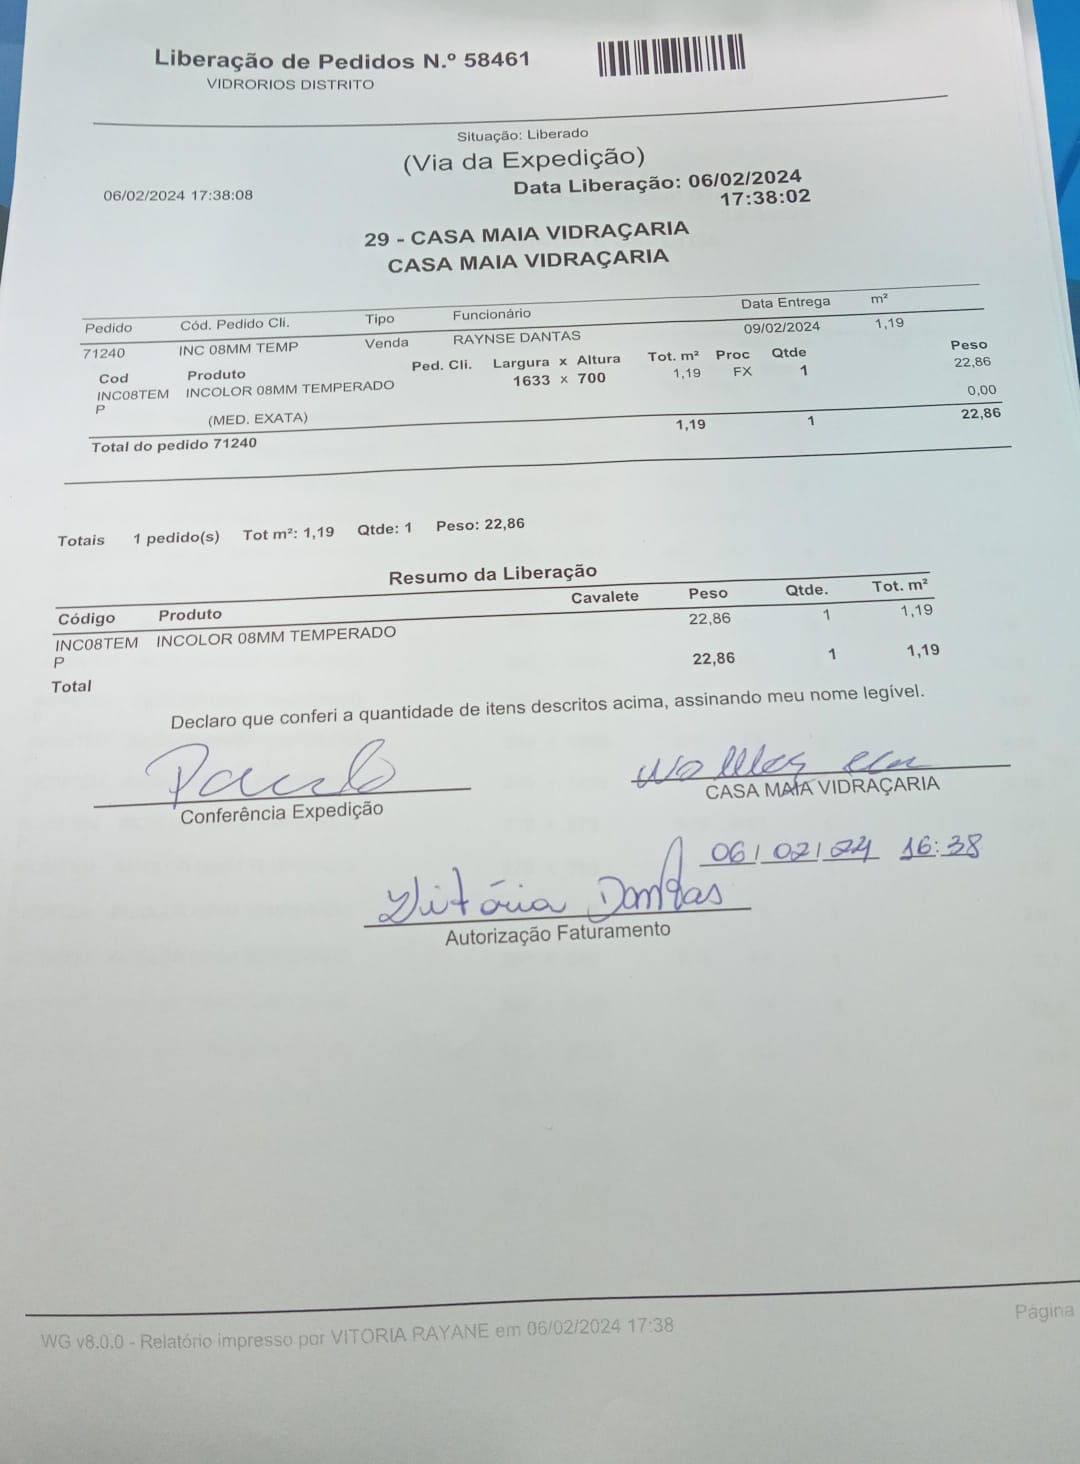 Liberação de Pedidos N.º 58461
VIDRORIOS DISTRITO
Situação: Liberado
(Via da Expedição)
06/02/2024 17:38:08
Data Liberação: 06/02/2024
17:38:02
29 - CASA MAIA VIDRAÇARIA
CASA MAIA VIDRAÇARIA
Pedido Cód. Pedido Cli. Tipo Funcionário Data Entrega m²
71240 INC 08MM TEMP Venda RAYNSE DANTAS 09/02/2024 1,19
Cod Produto Ped. Cli. Largura x Altura Tot. m² Proc Qtde Peso
INC08TEM INCOLOR 08MM TEMPERADO 1633 x 700 1,19 FX 1 22,86
P
(MED. EXATA) 0,00
Total do pedido 71240 1,19 1 22,86
Totais 1 pedido(s) Tot m²: 1,19 Qtde: 1 Peso: 22,86
Resumo da Liberação
Código Produto Cavalete Peso Qtde. Tot. m²
INC08TEM INCOLOR 08MM TEMPERADO 22,86 1 1,19
P
Total 22,86 1 1,19
Declaro que conferi a quantidade de itens descritos acima, assinando meu nome legível.
Paulo
Conferência Expedição
CASA MAIA VIDRAÇARIA
06/02/24 16:38
Vitória Dantas
Autorização Faturamento
WG v8.0.0 - Relatório impresso por VITORIA RAYANE em 06/02/2024 17:38
Página